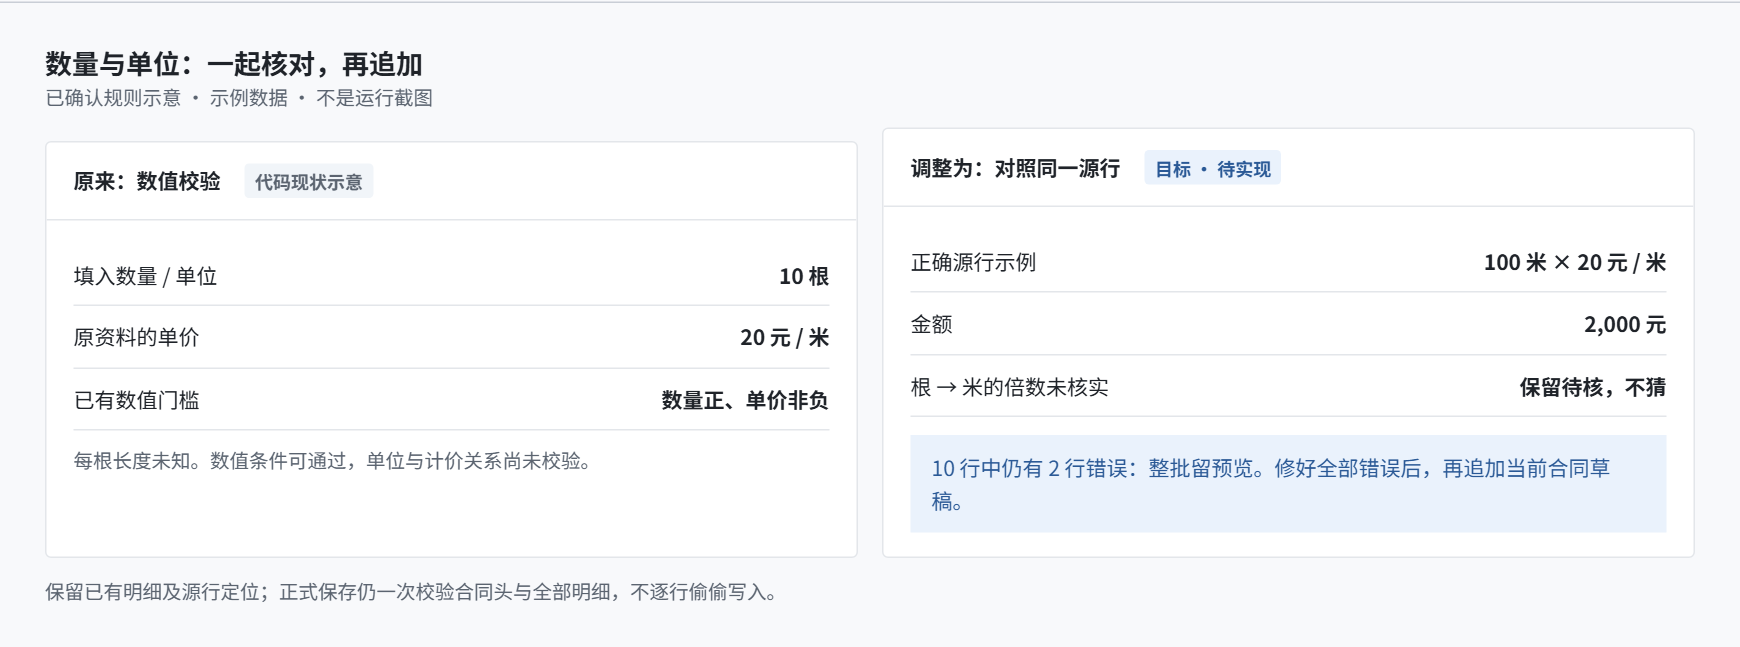 数量与单位：一起核对，再追加
已确认规则示意 · 示例数据 · 不是运行截图
原来：数值校验
代码现状示意
填入数量 / 单位
10 根
原资料的单价
20 元 / 米
已有数值门槛
数量正、单价非负
每根长度未知。数值条件可通过，单位与计价关系尚未校验。
调整为：对照同一源行
目标 · 待实现
正确源行示例
100 米 × 20 元 / 米
金额
2,000 元
根 → 米的倍数未核实
保留待核，不猜
10 行中仍有 2 行错误：整批留预览。修好全部错误后，再追加当前合同草
稿。
保留已有明细及源行定位；正式保存仍一次校验合同头与全部明细，不逐行偷偷写入。